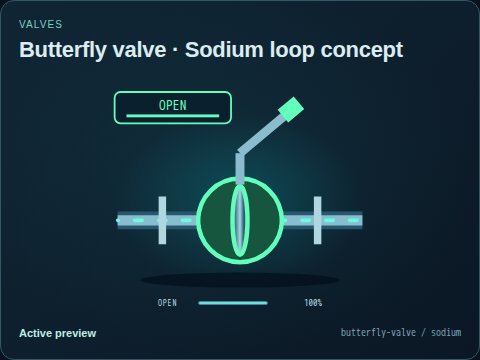 VALVES
Butterfly valve · Sodium loop concept
OPEN
OPEN 100%
Active preview butterfly-valve / sodium